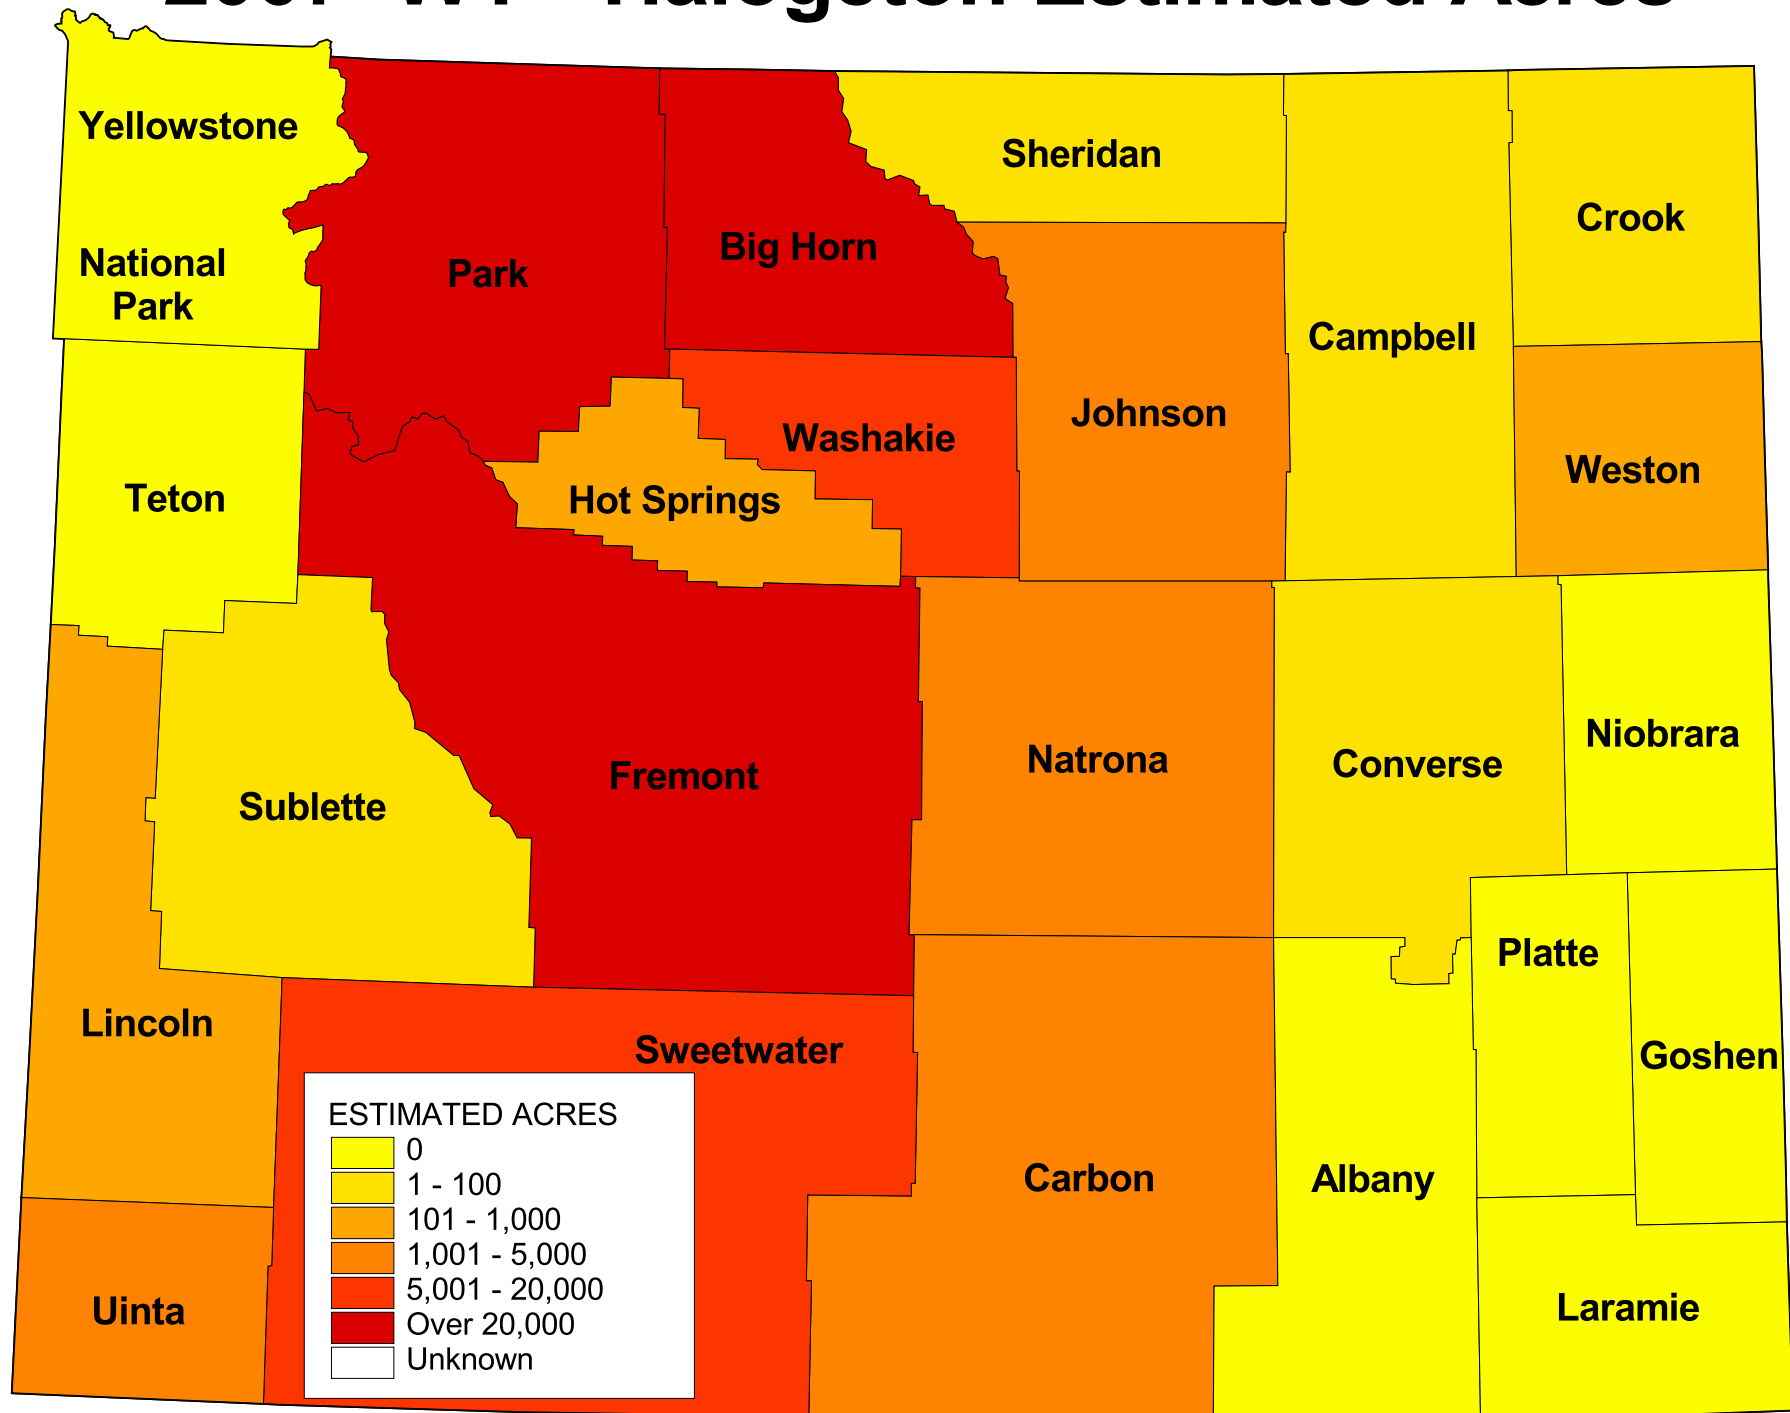 Yellowstone
National
Park
Park
Big Horn
Sheridan
Crook
Campbell
Johnson
Washakie
Weston
Hot Springs
Teton
Niobrara
Natrona
Converse
Fremont
Sublette
Platte
Lincoln
Sweetwater
Goshen
Carbon
Albany
Uinta
Laramie
ESTIMATED ACRES
0
1 - 100
101 - 1,000
1,001 - 5,000
5,001 - 20,000
Over 20,000
Unknown